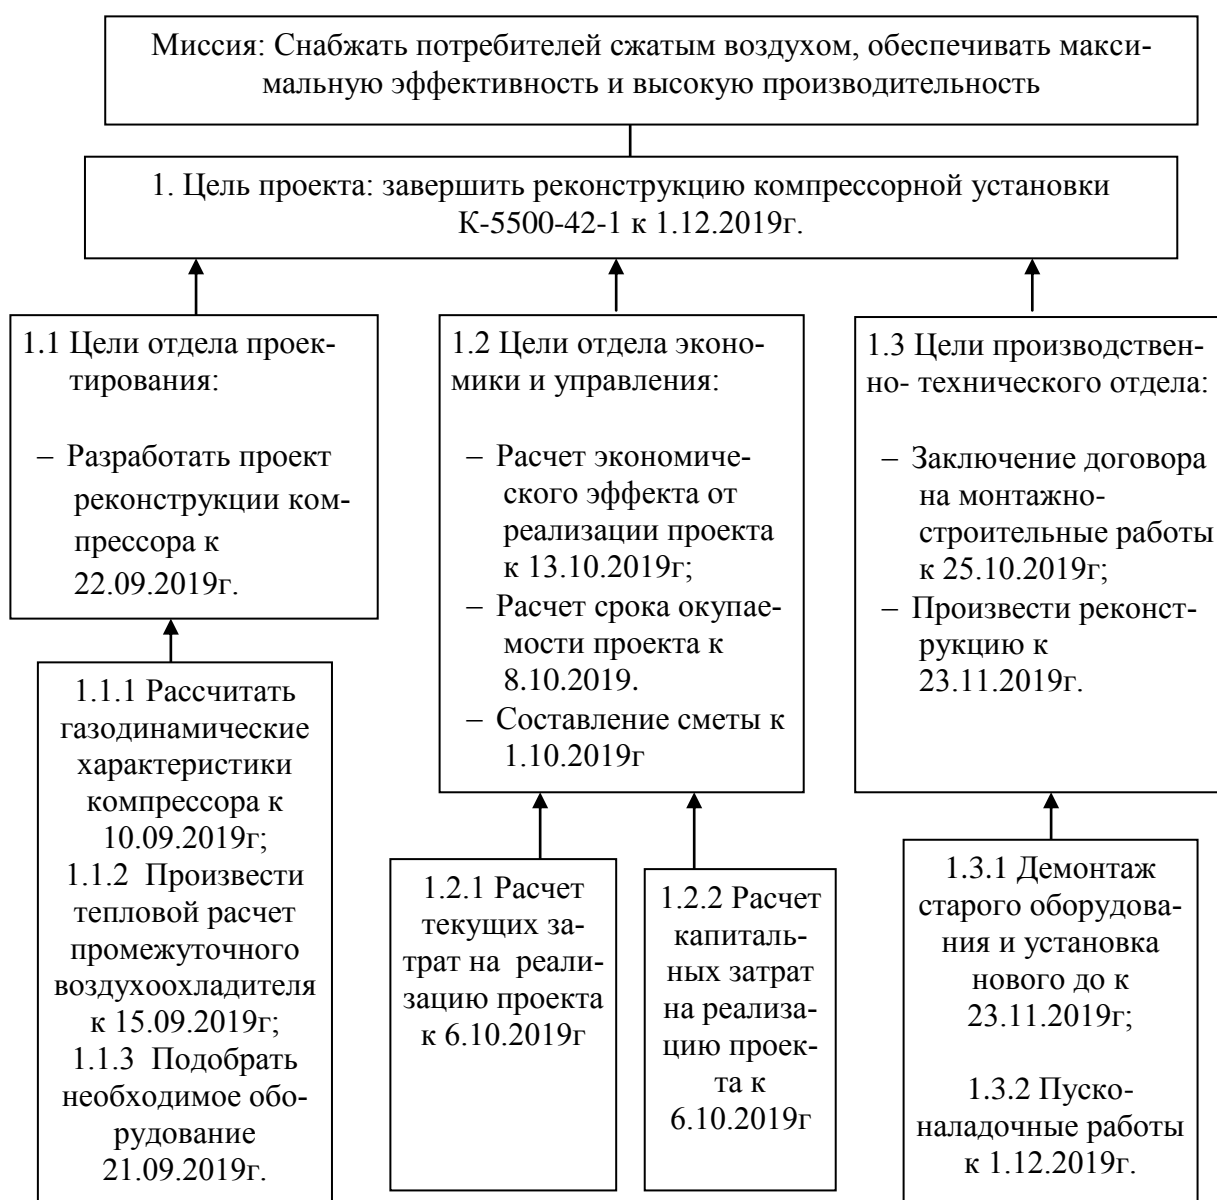 Миссия: Снабжать потребителей сжатым воздухом, обеспечивать макси-
мальную эффективность и высокую производительность
1. Цель проекта: завершить реконструкцию компрессорной установки
К-5500-42-1 к 1.12.2019г.
1.1 Цели отдела проек-
тирования:
– Разработать проект
реконструкции ком-
прессора к
22.09.2019г.
1.2 Цели отдела эконо-
мики и управления:
– Расчет экономиче-
ского эффекта от
реализации проекта
к 13.10.2019г;
– Расчет срока окупае-
мости проекта к
8.10.2019.
– Составление сметы к
1.10.2019г
1.3 Цели производствен-
но- технического отдела:
– Заключение договора
на монтажно-
строительные работы
к 25.10.2019г;
– Произвести реконст-
рукцию к
23.11.2019г.
1.1.1 Рассчитать
газодинамические
характеристики
компрессора к
10.09.2019г;
1.1.2 Произвести
тепловой расчет
промежуточного
воздухоохладителя
к 15.09.2019г;
1.1.3 Подобрать
необходимое обо-
рудование
21.09.2019г.
1.2.1 Расчет
текущих за-
трат на реали-
зацию проекта
к 6.10.2019г
1.2.2 Расчет
капиталь-
ных затрат
на реализа-
цию проек-
та к
6.10.2019г
1.3.1 Демонтаж
старого оборудова-
ния и установка
нового до к
23.11.2019г;
1.3.2 Пуско-
наладочные работы
к 1.12.2019г.